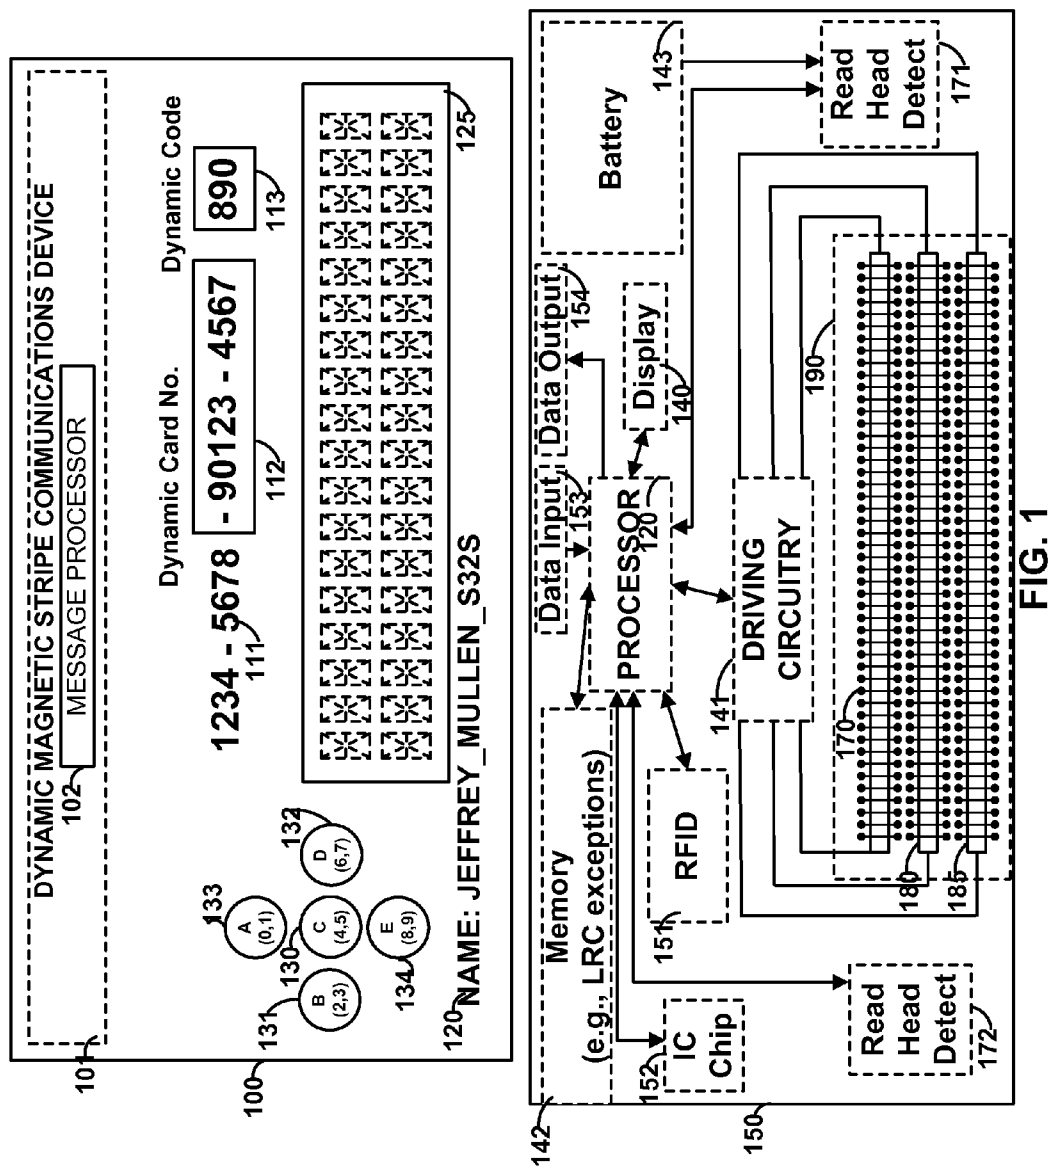 DYNAMIC MAGNETIC STRIPE COMMUNICATIONS DEVICE
101
MESSAGE PROCESSOR
102
Dynamic Card No.
Dynamic Code
1234 - 5678 - 90123 - 4567
890
111
112
113
133
A
(0,1)
131
B
(2,3)
130
C
(4,5)
132
D
(6,7)
134
E
(8,9)
125
120
NAME: JEFFREY_MULLEN_S32S
100
142
Memory
(e.g., LRC exceptions)
Data Input
153
Data Output
154
Battery
143
PROCESSOR
120
Display
140
152
IC
Chip
151
RFID
141
DRIVING
CIRCUITRY
Read
Head
Detect
171
Read
Head
Detect
172
170
190
180
185
150
FIG. 1